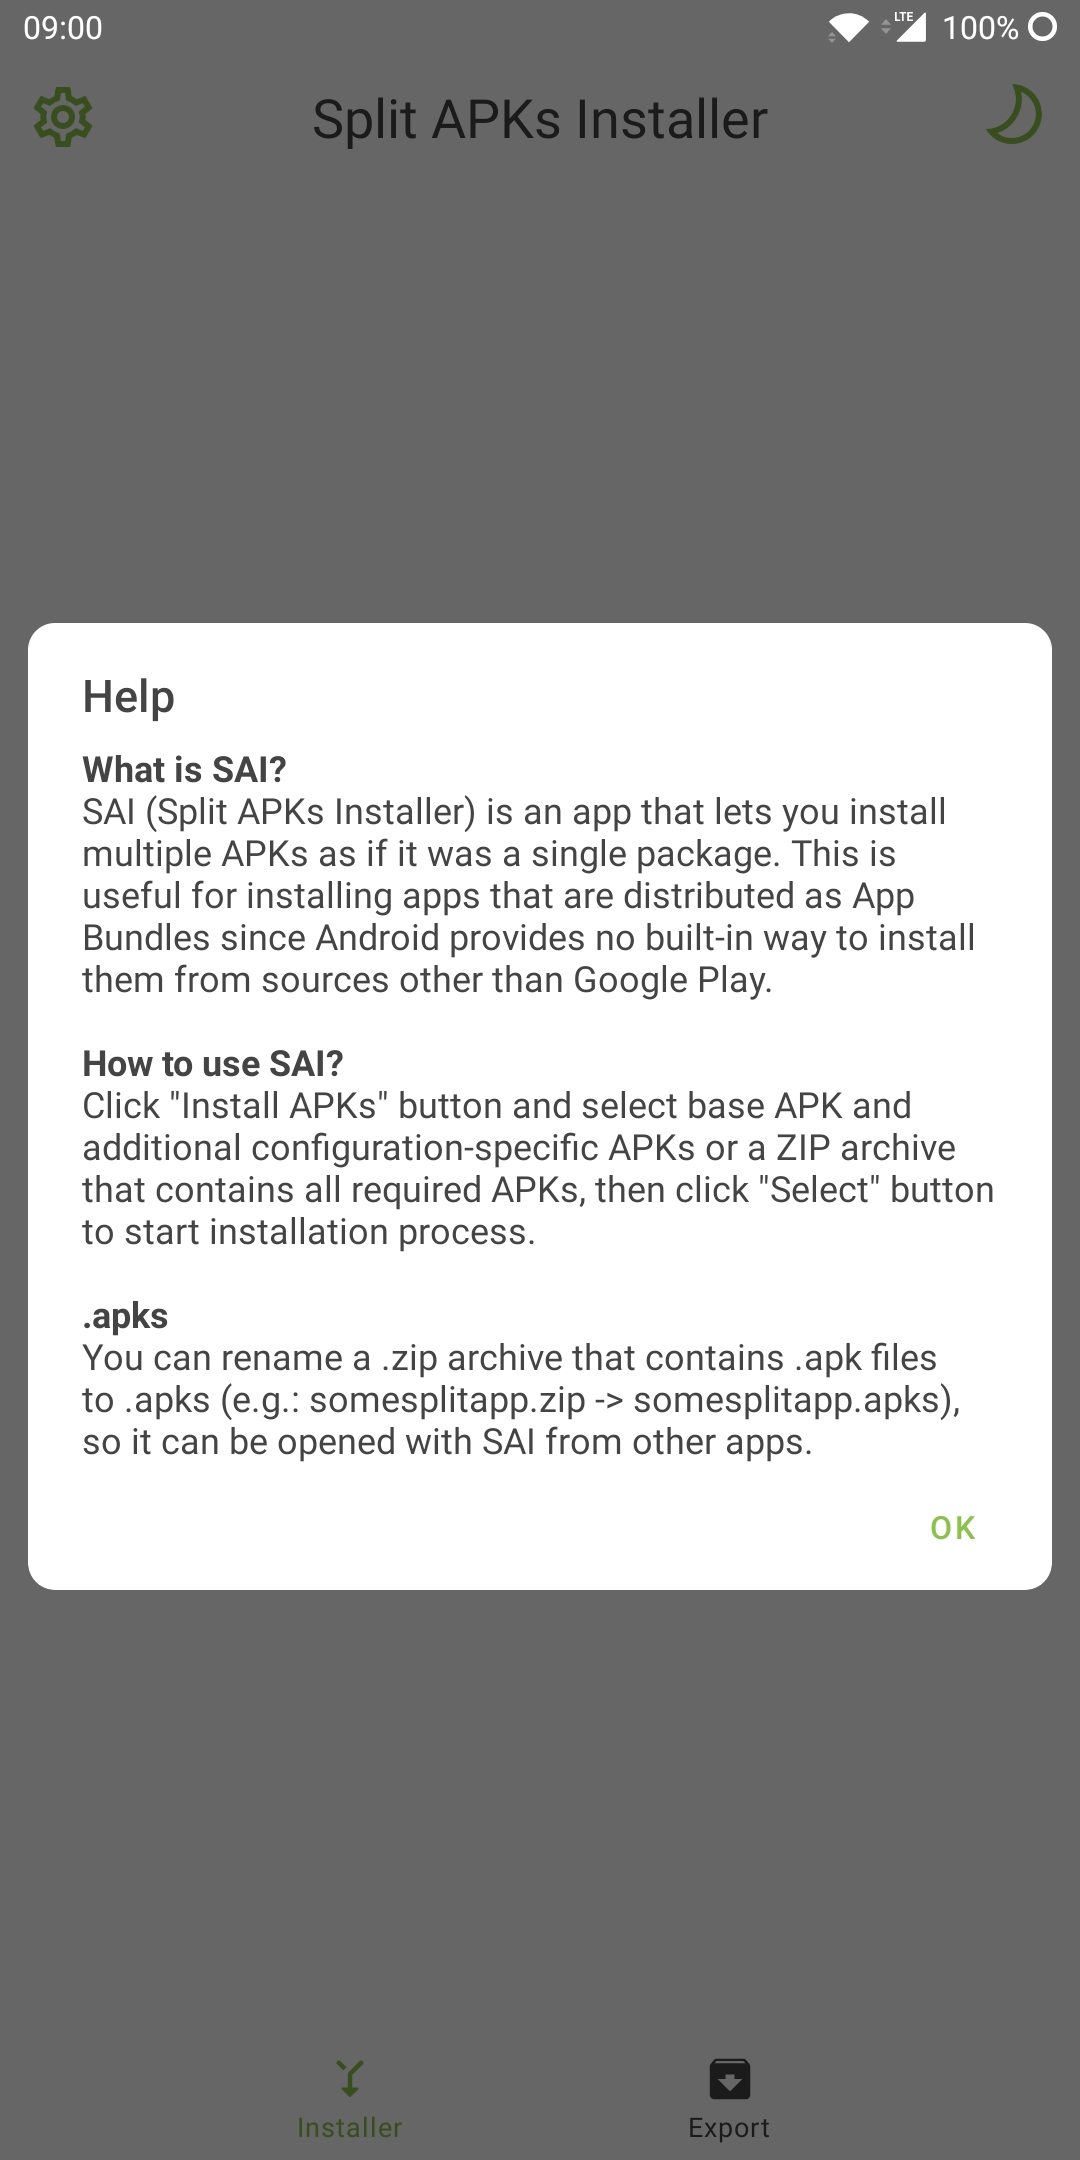 09:00
LTE
100%
Split APKs Installer
Help
What is SAI?
SAI (Split APKs Installer) is an app that lets you install
multiple APKs as if it was a single package. This is
useful for installing apps that are distributed as App
Bundles since Android provides no built-in way to install
them from sources other than Google Play.
How to use SAI?
Click "Install APKs" button and select base APK and
additional configuration-specific APKs or a ZIP archive
that contains all required APKs, then click "Select" button
to start installation process.
.apks
You can rename a .zip archive that contains .apk files
to .apks (e.g.: somesplitapp.zip -> somesplitapp.apks),
so it can be opened with SAI from other apps.
OK
Installer
Export